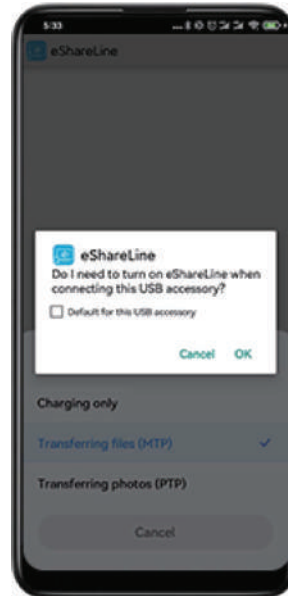 5:33
eShareLine
eShareLine
Do I need to turn on eShareLine when
connecting this USB accessory?
Default for this USB accessory
Cancel OK
Charging only
Transferring files (MTP)
Transferring photos (PTP)
Cancel